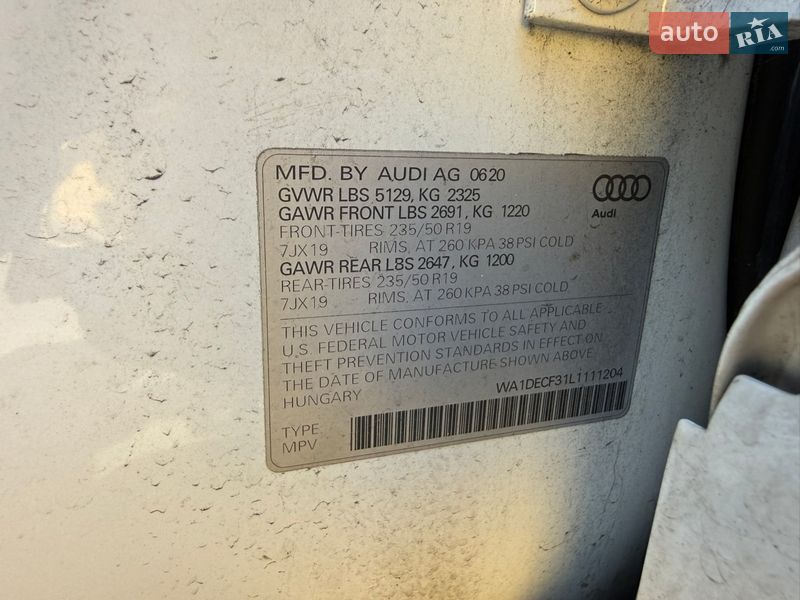 auto RIA .com
MFD. BY AUDI AG 0620
GVWR LBS 5129, KG 2325
GAWR FRONT LBS 2691, KG 1220
FRONT-TIRES 235/50 R19
7JX19 RIMS, AT 260 KPA 38 PSI COLD
GAWR REAR LBS 2647, KG 1200
REAR-TIRES 235/50 R19
7JX19 RIMS, AT 260 KPA 38 PSI COLD
Audi
THIS VEHICLE CONFORMS TO ALL APPLICABLE
U.S. FEDERAL MOTOR VEHICLE SAFETY AND
THEFT PREVENTION STANDARDS IN EFFECT ON
THE DATE OF MANUFACTURE SHOWN ABOVE.
HUNGARY
WA1DECF31L1111204
TYPE
MPV